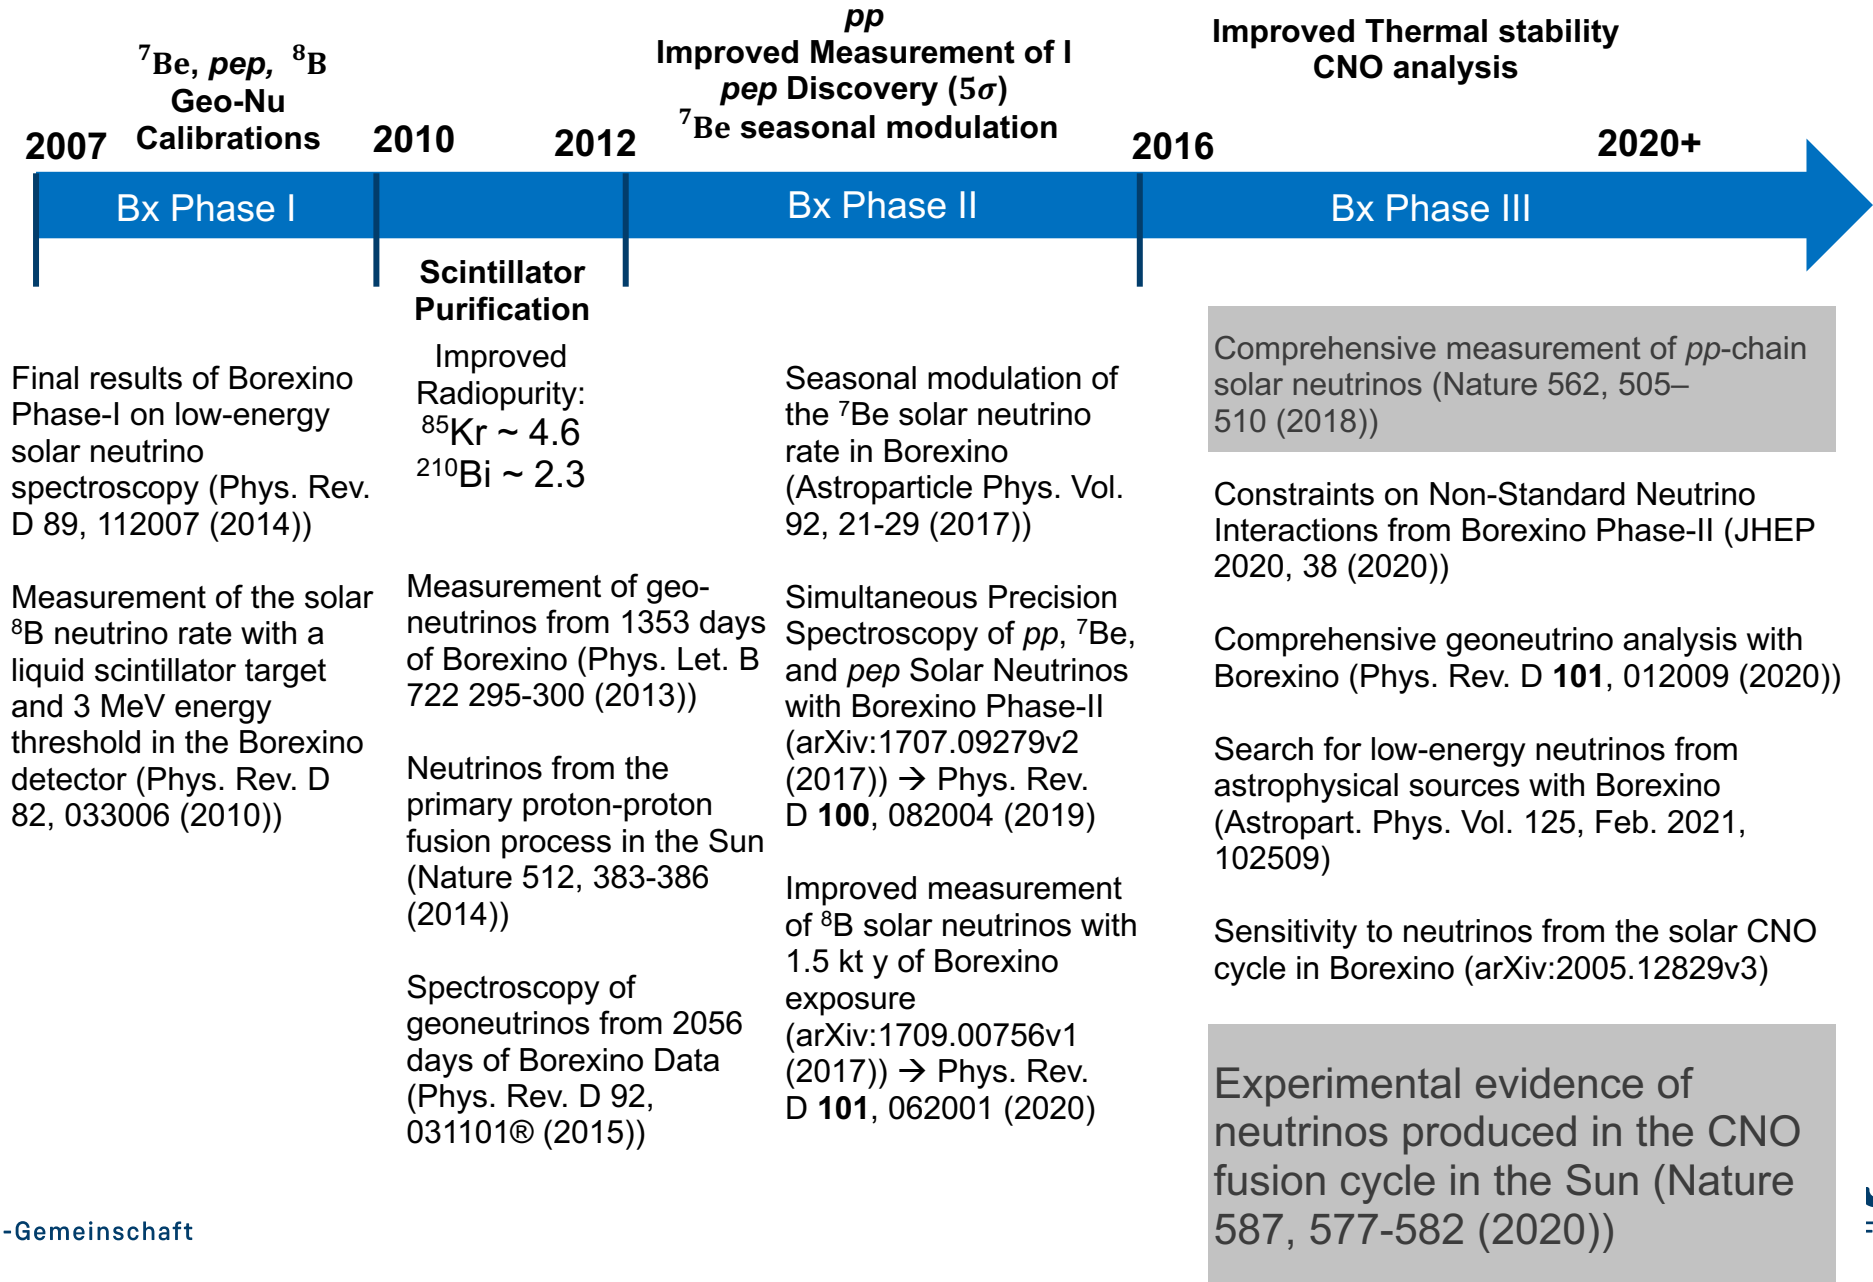 ⁷Be, pep, ⁸B
Geo-Nu
Calibrations
pp
Improved Measurement of I
pep Discovery (5σ)
⁷Be seasonal modulation
Improved Thermal stability
CNO analysis
2007
2010
2012
2016
2020+
Bx Phase I
Bx Phase II
Bx Phase III
Final results of Borexino
Phase-I on low-energy
solar neutrino
spectroscopy (Phys. Rev.
D 89, 112007 (2014))
Measurement of the solar
⁸B neutrino rate with a
liquid scintillator target
and 3 MeV energy
threshold in the Borexino
detector (Phys. Rev. D
82, 033006 (2010))
Scintillator
Purification
Improved
Radiopurity:
⁸⁵Kr ~ 4.6
²¹⁰Bi ~ 2.3
Measurement of geo-
neutrinos from 1353 days
of Borexino (Phys. Let. B
722 295-300 (2013))
Neutrinos from the
primary proton-proton
fusion process in the Sun
(Nature 512, 383-386
(2014))
Spectroscopy of
geoneutrinos from 2056
days of Borexino Data
(Phys. Rev. D 92,
031101® (2015))
Seasonal modulation of
the ⁷Be solar neutrino
rate in Borexino
(Astroparticle Phys. Vol.
92, 21-29 (2017))
Simultaneous Precision
Spectroscopy of pp, ⁷Be,
and pep Solar Neutrinos
with Borexino Phase-II
(arXiv:1707.09279v2
(2017)) → Phys. Rev.
D 100, 082004 (2019)
Improved measurement
of ⁸B solar neutrinos with
1.5 kt y of Borexino
exposure
(arXiv:1709.00756v1
(2017)) → Phys. Rev.
D 101, 062001 (2020)
Comprehensive measurement of pp-chain
solar neutrinos (Nature 562, 505–
510 (2018))
Constraints on Non-Standard Neutrino
Interactions from Borexino Phase-II (JHEP
2020, 38 (2020))
Comprehensive geoneutrino analysis with
Borexino (Phys. Rev. D 101, 012009 (2020))
Search for low-energy neutrinos from
astrophysical sources with Borexino
(Astropart. Phys. Vol. 125, Feb. 2021,
102509)
Sensitivity to neutrinos from the solar CNO
cycle in Borexino (arXiv:2005.12829v3)
Experimental evidence of
neutrinos produced in the CNO
fusion cycle in the Sun (Nature
587, 577-582 (2020))
-Gemeinschaft